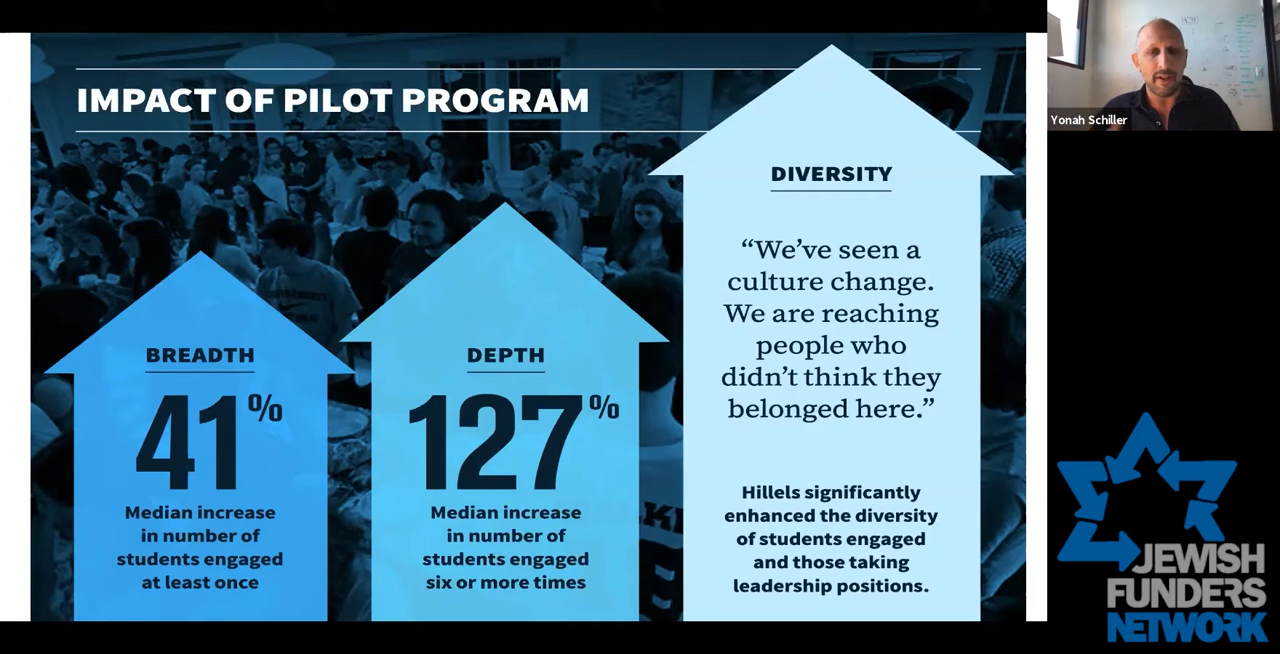 IMPACT OF PILOT PROGRAM
BREADTH
41%
Median increase
in number of
students engaged
at least once
DEPTH
127%
Median increase
in number of
students engaged
six or more times
DIVERSITY
“We’ve seen a
culture change.
We are reaching
people who
didn’t think they
belonged here.”
Hillels significantly
enhanced the diversity
of students engaged
and those taking
leadership positions.
Yonah Schiller
JEWISH
FUNDERS
NETWORK